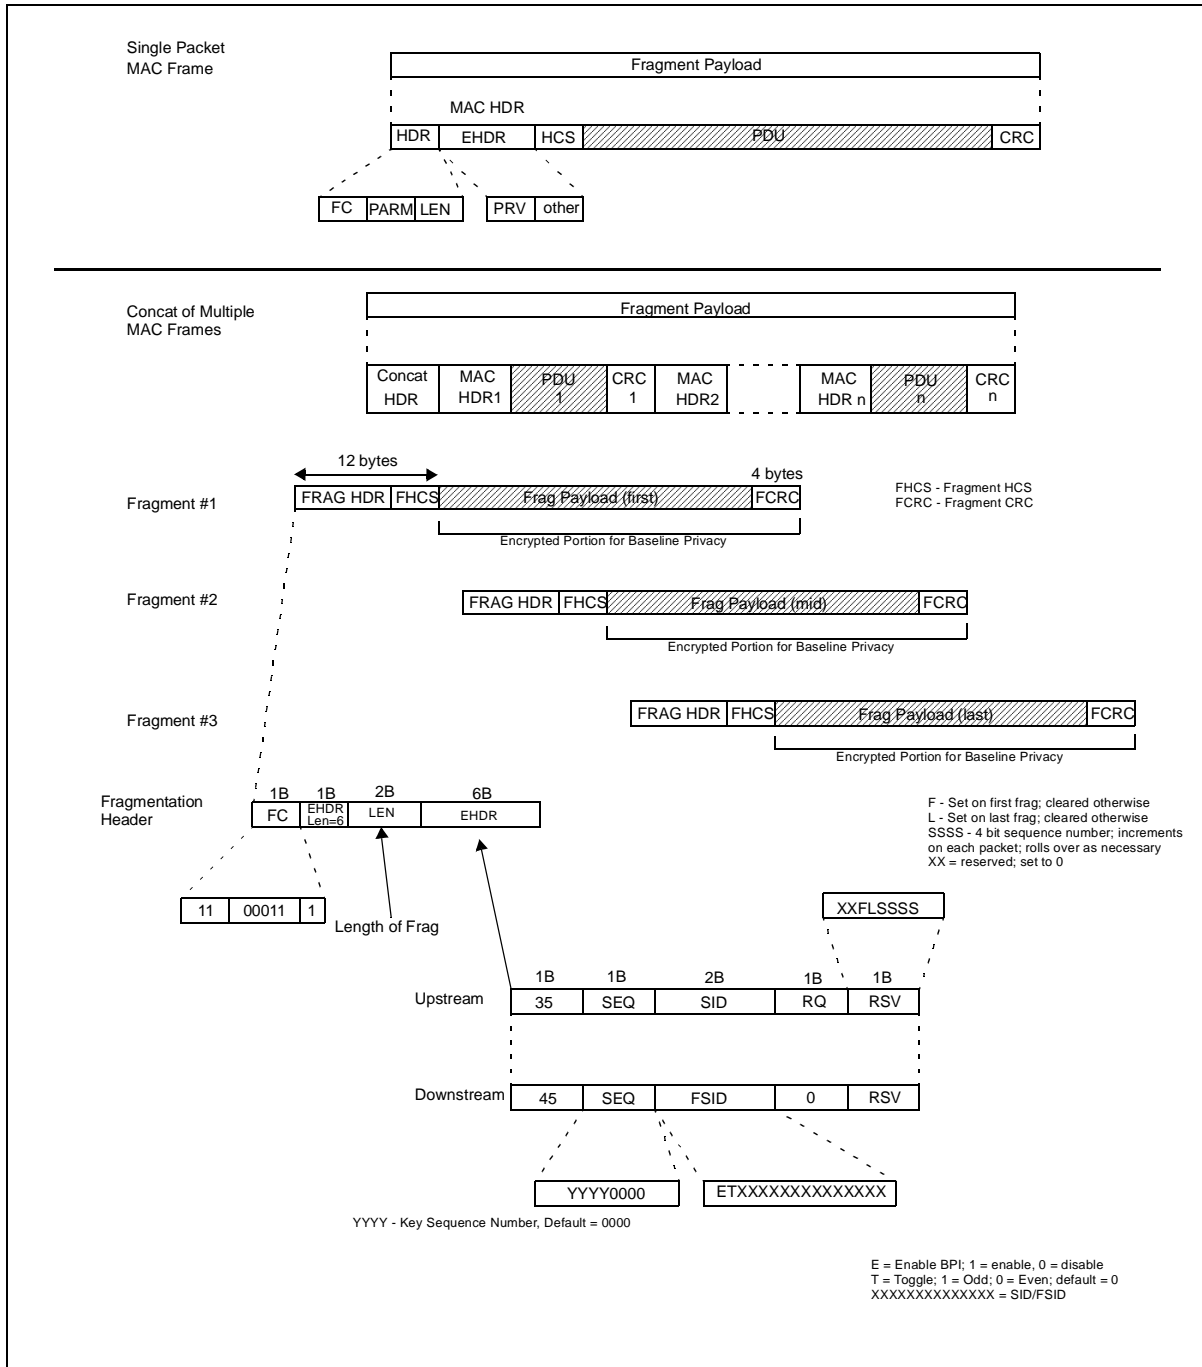 Single Packet
MAC Frame
Fragment Payload
MAC HDR
HDR EHDR HCS PDU CRC
FC PARM LEN PRV other
Concat of Multiple
MAC Frames
Fragment Payload
Concat HDR MAC HDR1 PDU 1 CRC 1 MAC HDR2 MAC HDR n PDU n CRC n
12 bytes 4 bytes
Fragment #1
FRAG HDR FHCS Frag Payload (first) FCRC
FHCS - Fragment HCS
FCRC - Fragment CRC
Encrypted Portion for Baseline Privacy
Fragment #2
FRAG HDR FHCS Frag Payload (mid) FCRC
Encrypted Portion for Baseline Privacy
Fragment #3
FRAG HDR FHCS Frag Payload (last) FCRC
Encrypted Portion for Baseline Privacy
Fragmentation
Header
1B 1B 2B 6B
FC EHDR Len=6 LEN EHDR
F - Set on first frag; cleared otherwise
L - Set on last frag; cleared otherwise
SSSS - 4 bit sequence number; increments
on each packet; rolls over as necessary
XX = reserved; set to 0
11 00011 1
Length of Frag
XXFLSSSS
1B 1B 2B 1B 1B
Upstream
35 SEQ SID RQ RSV
Downstream
45 SEQ FSID 0 RSV
YYYY0000
ETXXXXXXXXXXXXXX
YYYY - Key Sequence Number, Default = 0000
E = Enable BPI; 1 = enable, 0 = disable
T = Toggle; 1 = Odd; 0 = Even; default = 0
XXXXXXXXXXXXXX = SID/FSID